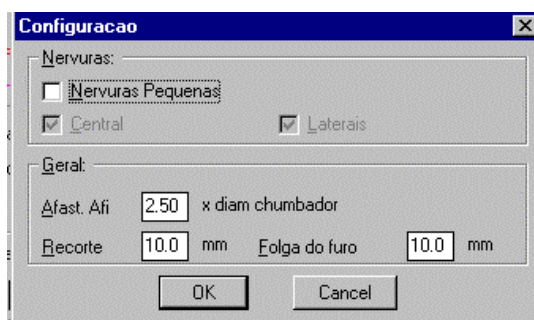 Configuracao
Nervuras:
Nervuras Pequenas
Central Laterais
Geral:
Afast. Afi 2.50 x diam chumbador
Recorte 10.0 mm Folga do furo 10.0 mm
OK Cancel